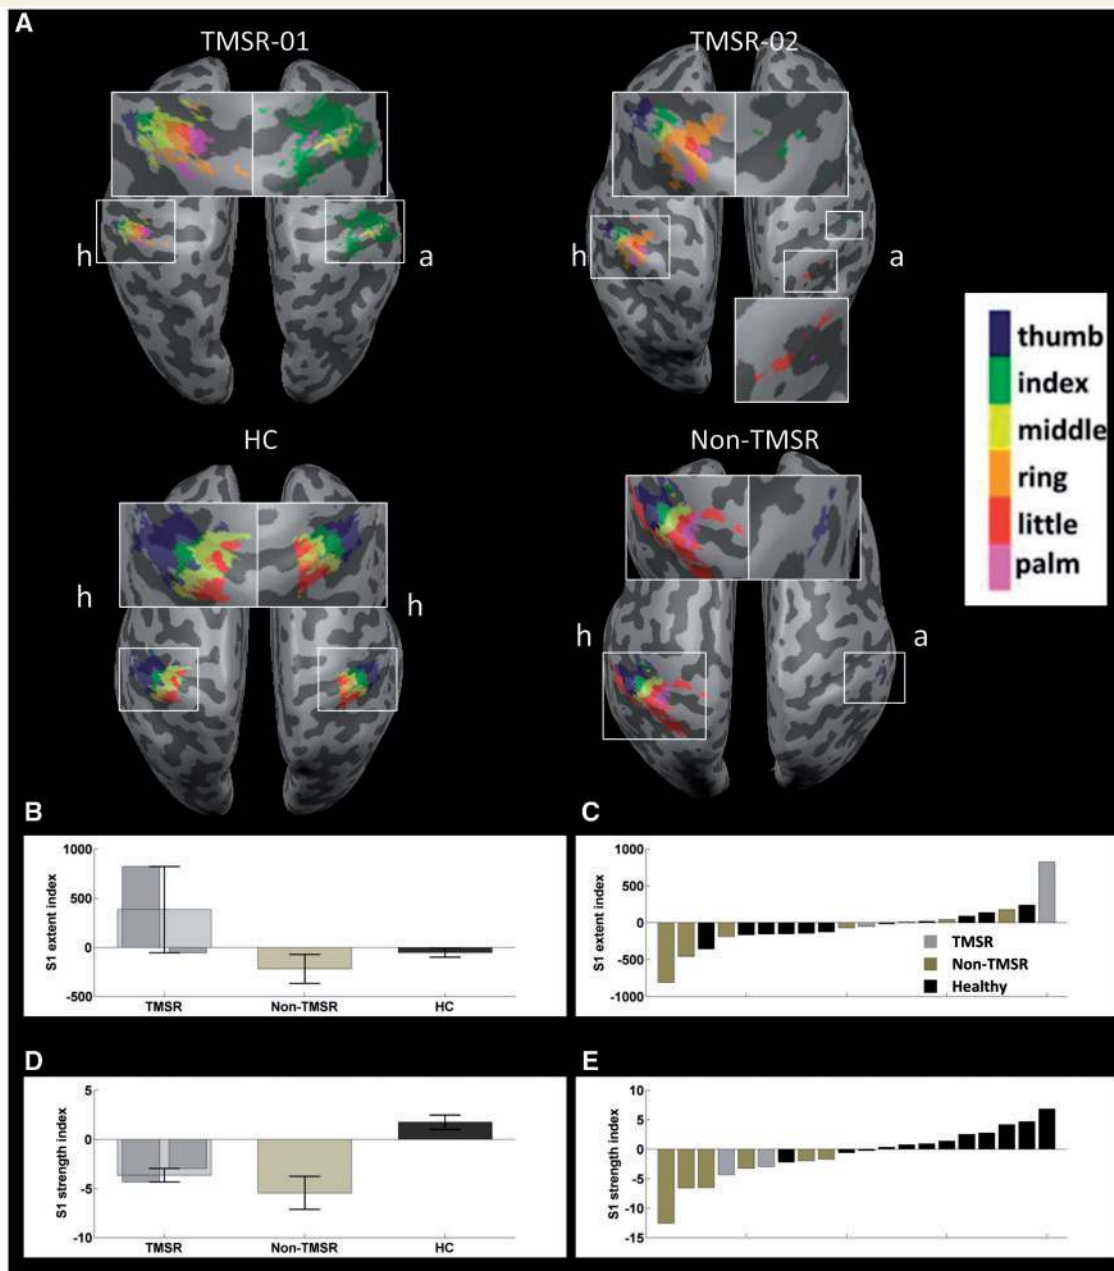 A
TMSR-01
TMSR-02
h
a
h
a
thumb
index
middle
ring
little
palm
HC
Non-TMSR
h
h
h
a
B
S1 extent index
1000
500
0
-500
TMSR
Non-TMSR
HC
C
S1 extent index
1000
500
0
-500
-1000
TMSR
Non-TMSR
Healthy
D
S1 strength index
5
0
-5
-10
TMSR
Non-TMSR
HC
E
S1 strength index
10
5
0
-5
-10
-15